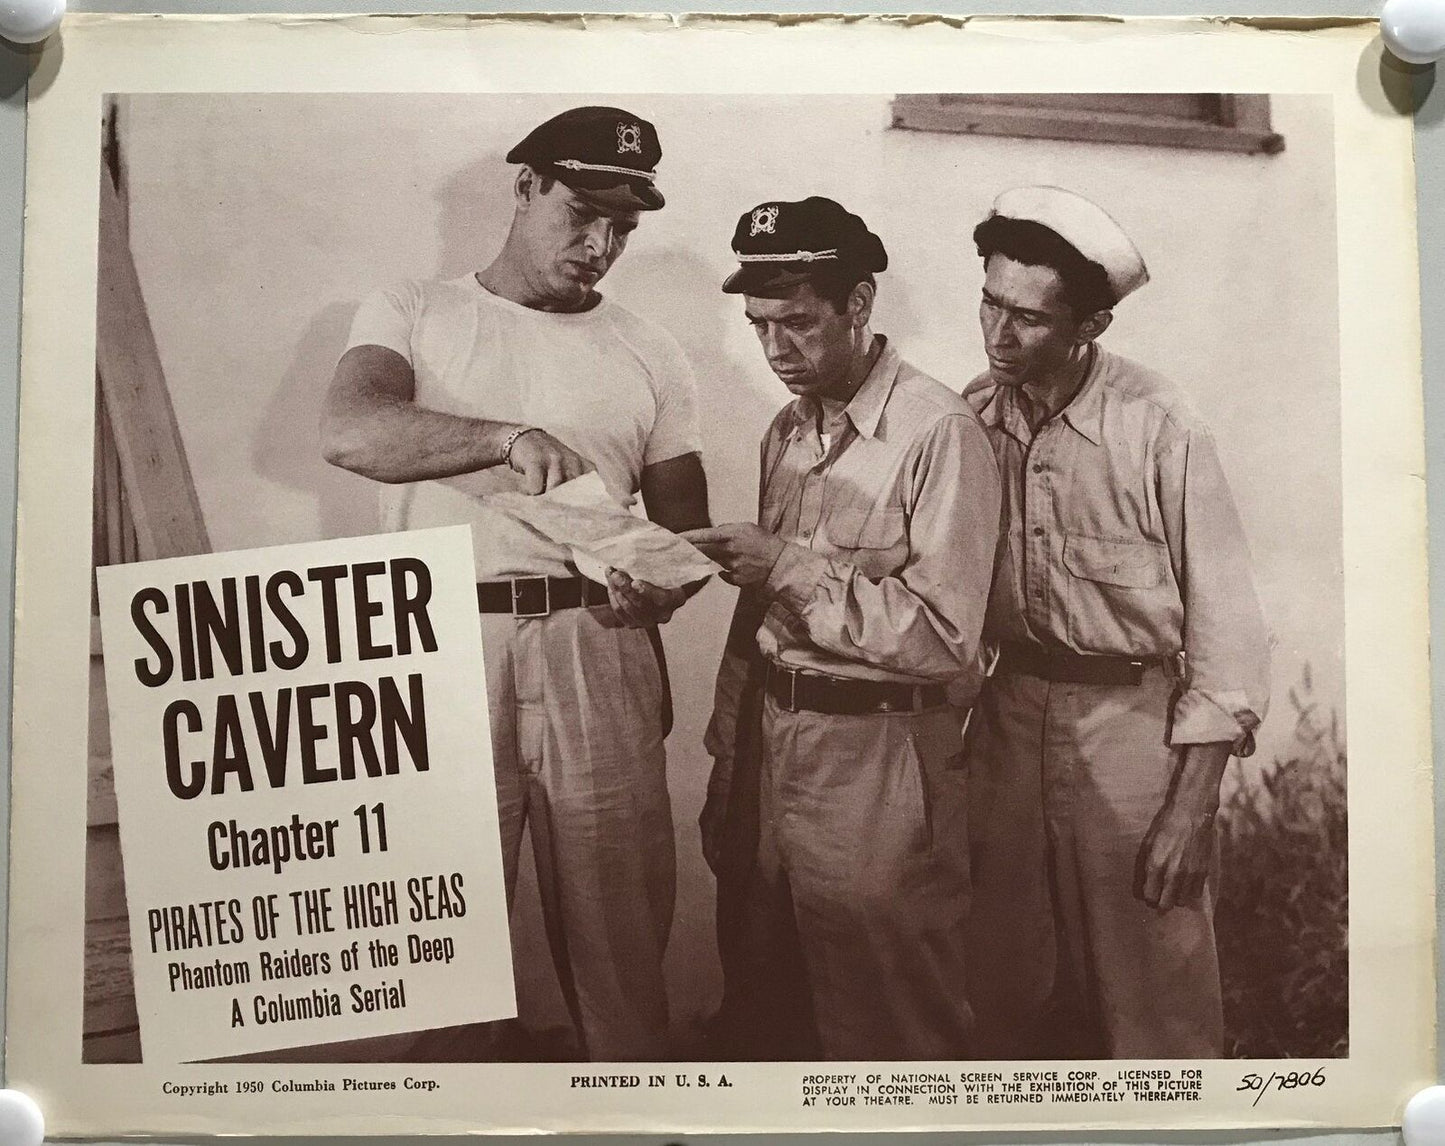 SINISTER
CAVERN
Chapter 11
PIRATES OF THE HIGH SEAS
Phantom Raiders of the Deep
A Columbia Serial
Copyright 1950 Columbia Pictures Corp.
PRINTED IN U. S. A.
PROPERTY OF NATIONAL SCREEN SERVICE CORP. LICENSED FOR
DISPLAY IN CONNECTION WITH THE EXHIBITION OF THIS PICTURE
AT YOUR THEATRE. MUST BE RETURNED IMMEDIATELY THEREAFTER.
50/7806